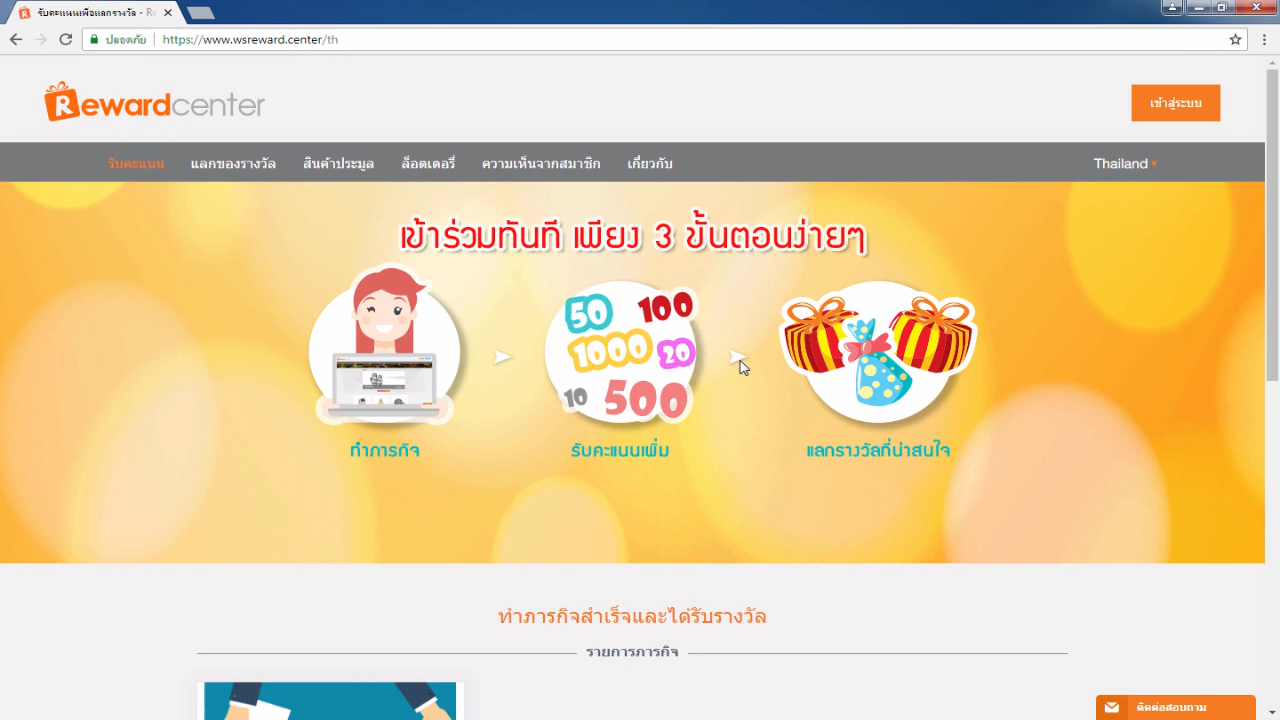 รับคะแนนเพื่อแลกรางวัล - Re
ปลอดภัย | https://www.wsreward.center/th
Rewardcenter
เข้าสู่ระบบ
รับคะแนน แลกของรางวัล สินค้าประมูล ล็อตเตอรี่ ความเห็นจากสมาชิก เกี่ยวกับ Thailand
เข้าร่วมทันที เพียง 3 ขั้นตอนง่ายๆ
50 100
1000 20
10 500
ทำภารกิจ รับคะแนนเพิ่ม แลกรางวัลที่น่าสนใจ
ทำภารกิจสำเร็จและได้รับรางวัล
รายการภารกิจ
ติดต่อสอบถาม